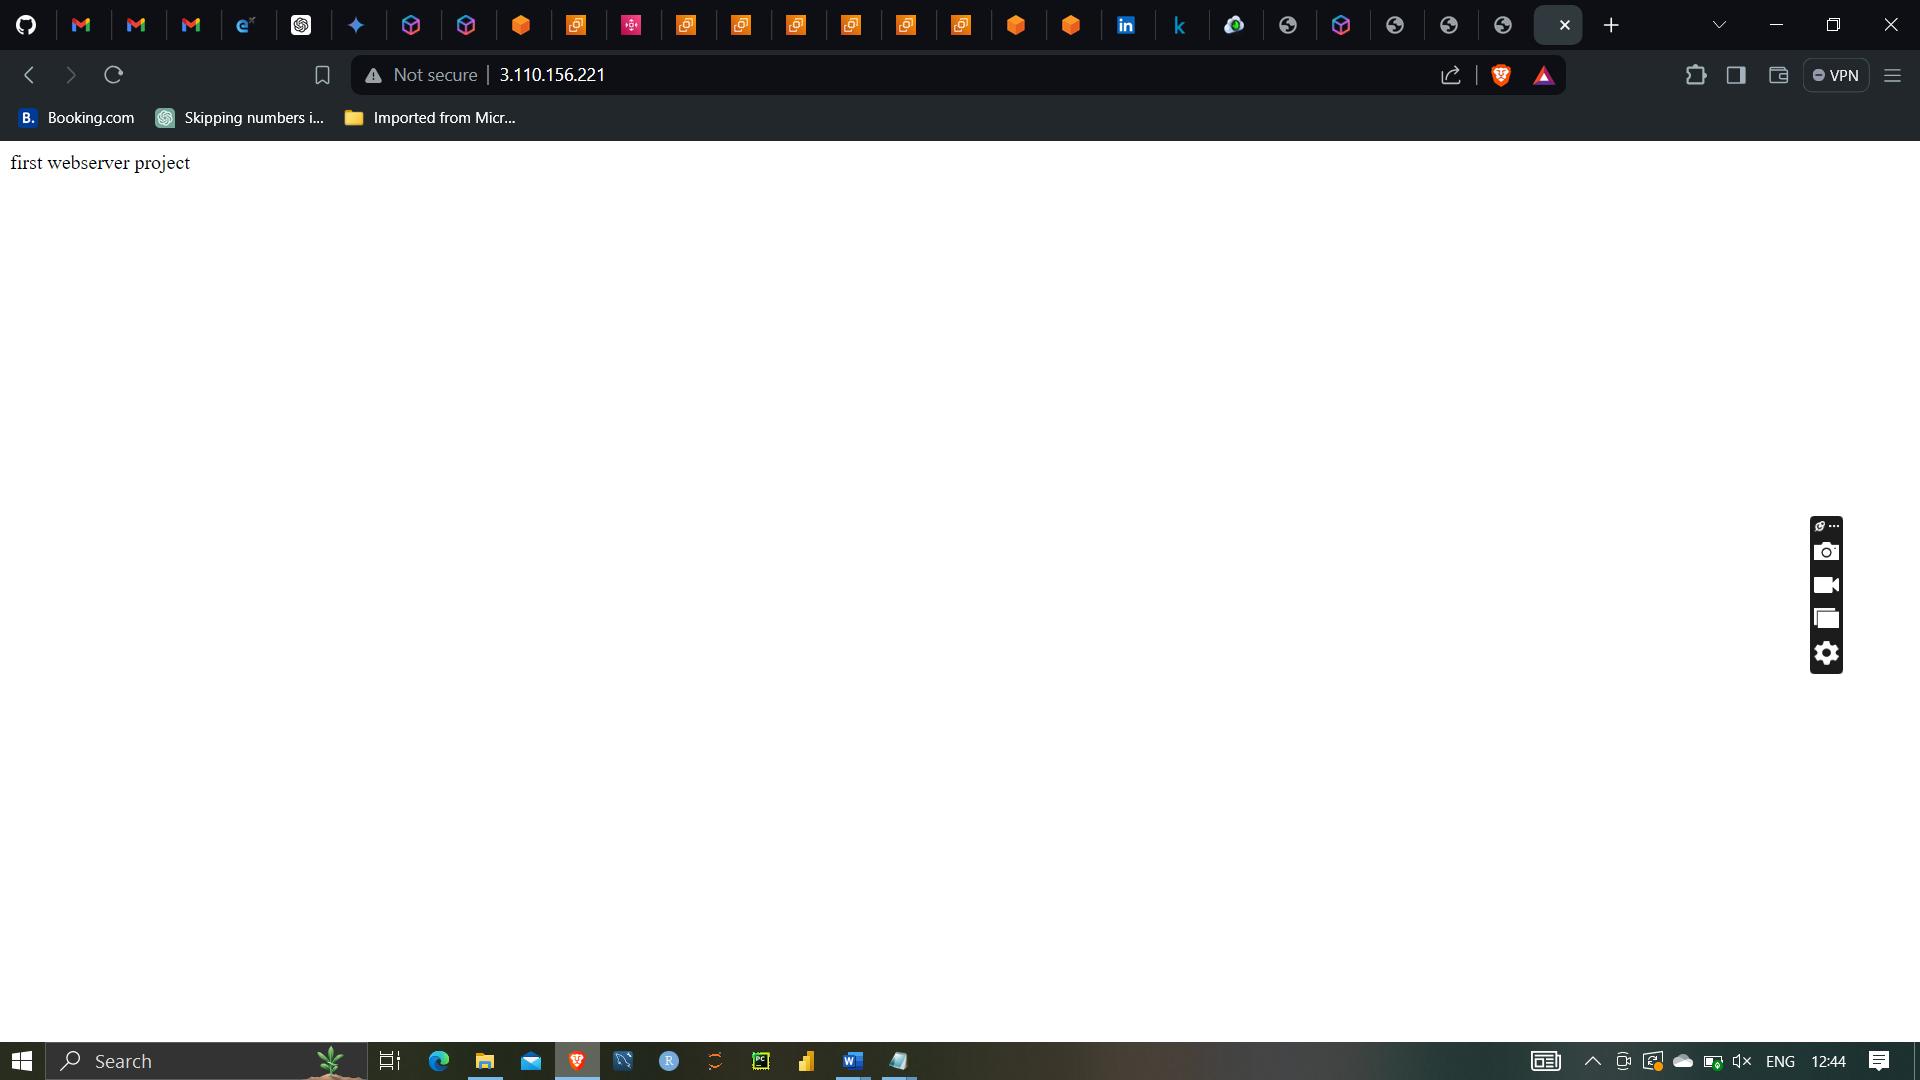 Not secure
3.110.156.221
VPN
B. Booking.com
Skipping numbers i...
Imported from Micr...
first webserver project
Search
ENG
12:44